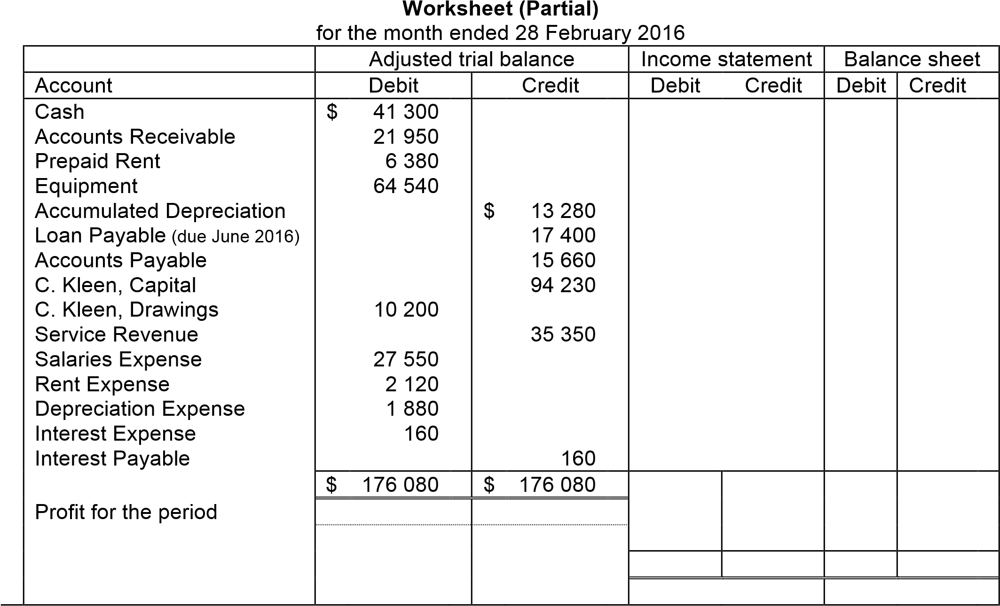 Worksheet (Partial)
for the month ended 28 February 2016
Adjusted trial balance Income statement Balance sheet
Account Debit Credit Debit Credit Debit Credit
Cash $ 41 300
Accounts Receivable 21 950
Prepaid Rent 6 380
Equipment 64 540
Accumulated Depreciation $ 13 280
Loan Payable (due June 2016) 17 400
Accounts Payable 15 660
C. Kleen, Capital 94 230
C. Kleen, Drawings 10 200
Service Revenue 35 350
Salaries Expense 27 550
Rent Expense 2 120
Depreciation Expense 1 880
Interest Expense 160
Interest Payable 160
$ 176 080 $ 176 080
Profit for the period